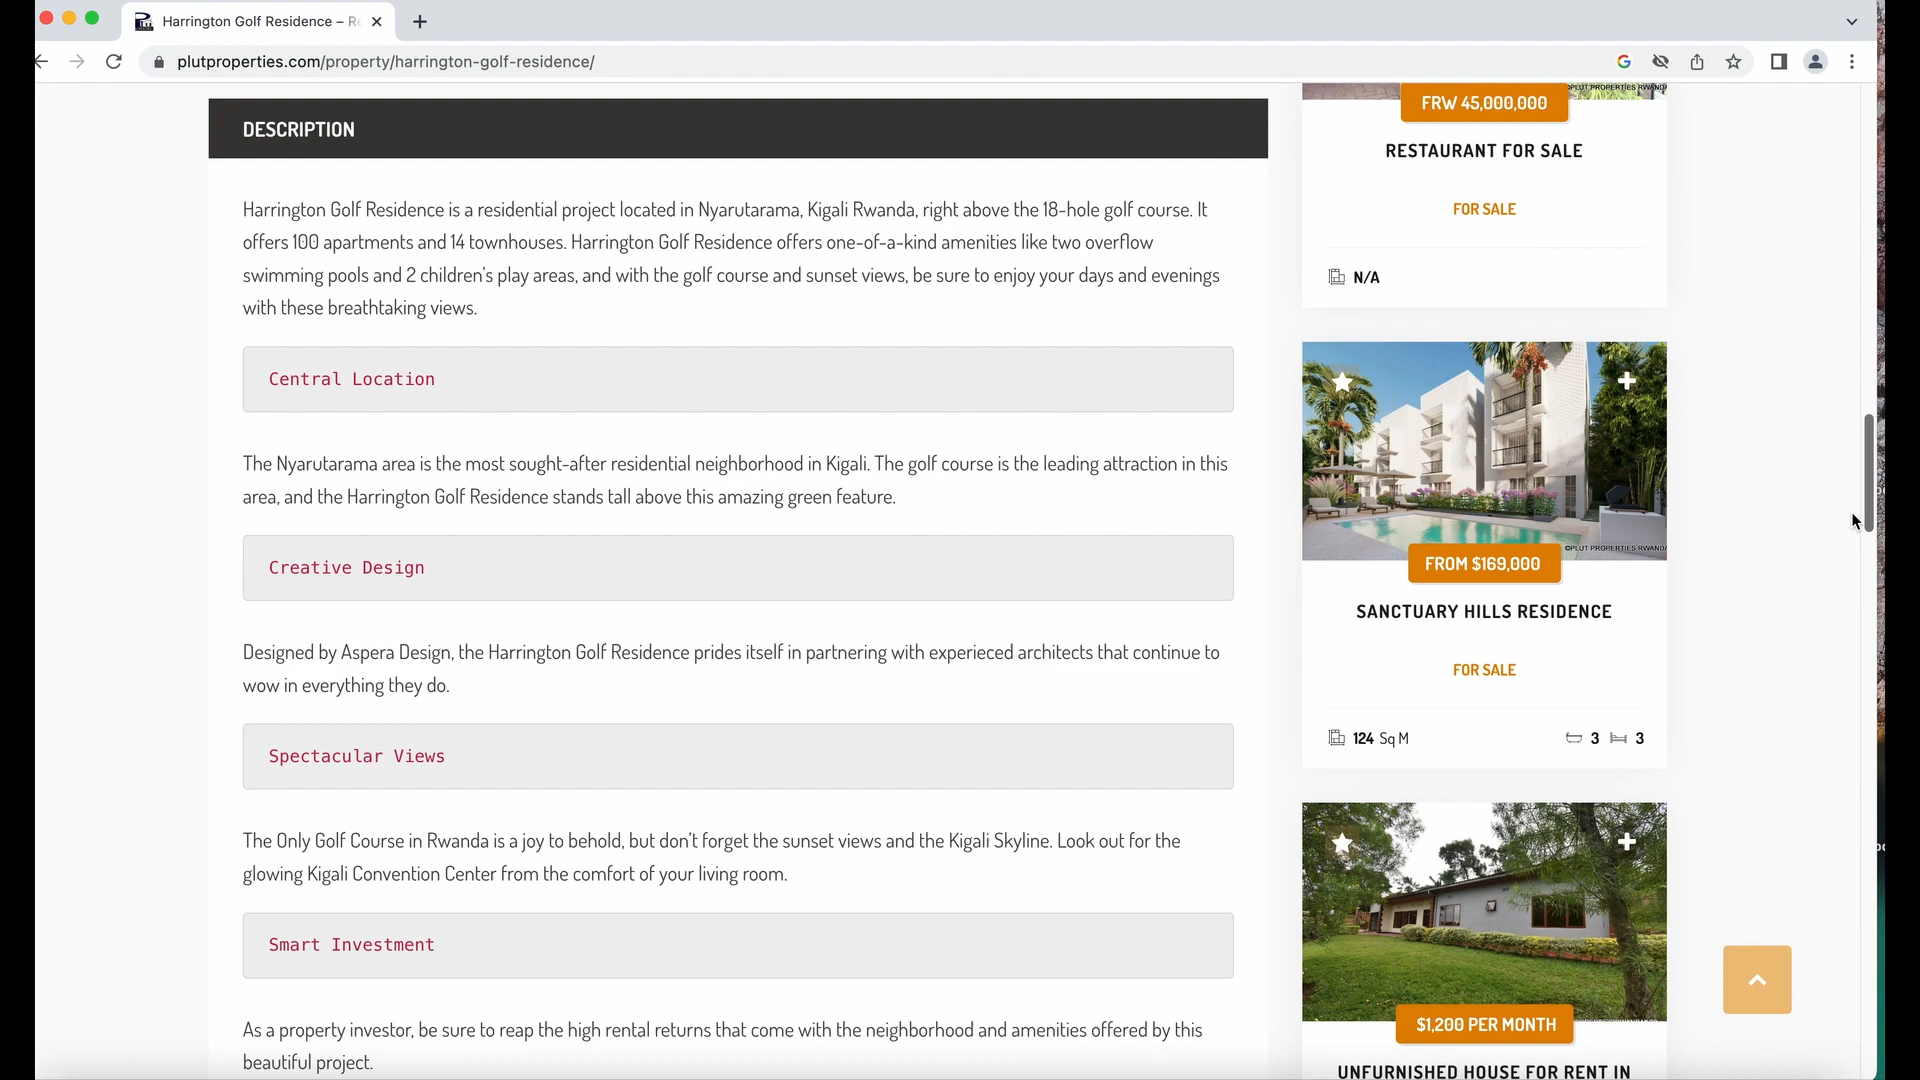 Harrington Golf Residence – Re
plutproperties.com/property/harrington-golf-residence/
DESCRIPTION
Harrington Golf Residence is a residential project located in Nyarutarama, Kigali Rwanda, right above the 18-hole golf course. It
offers 100 apartments and 14 townhouses. Harrington Golf Residence offers one-of-a-kind amenities like two overflow
swimming pools and 2 children's play areas, and with the golf course and sunset views, be sure to enjoy your days and evenings
with these breathtaking views.
Central Location
The Nyarutarama area is the most sought-after residential neighborhood in Kigali. The golf course is the leading attraction in this
area, and the Harrington Golf Residence stands tall above this amazing green feature.
Creative Design
Designed by Aspera Design, the Harrington Golf Residence prides itself in partnering with experieced architects that continue to
wow in everything they do.
Spectacular Views
The Only Golf Course in Rwanda is a joy to behold, but don't forget the sunset views and the Kigali Skyline. Look out for the
glowing Kigali Convention Center from the comfort of your living room.
Smart Investment
As a property investor, be sure to reap the high rental returns that come with the neighborhood and amenities offered by this
beautiful project.
©PLUT PROPERTIES RWANDA
FRW 45,000,000
RESTAURANT FOR SALE
FOR SALE
N/A
©PLUT PROPERTIES RWANDA
FROM $169,000
SANCTUARY HILLS RESIDENCE
FOR SALE
124 Sq M 3 3
$1,200 PER MONTH
UNFURNISHED HOUSE FOR RENT IN